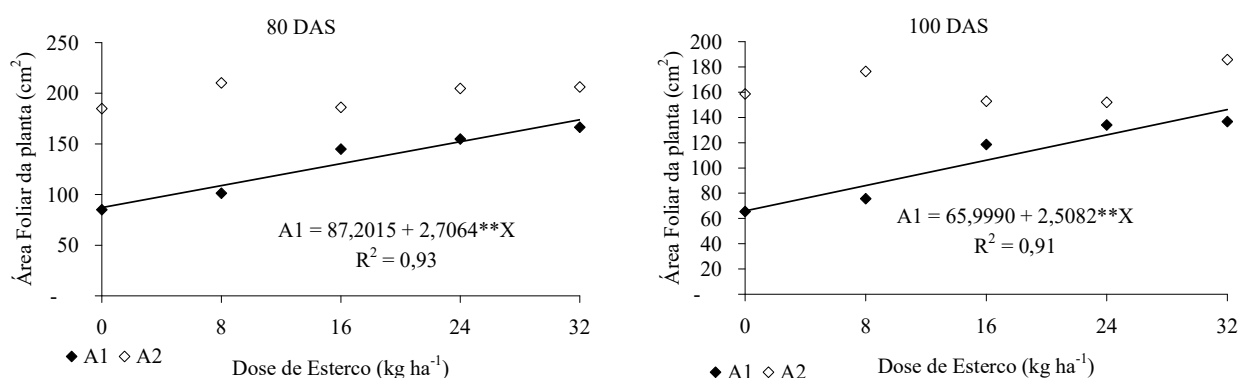 80 DAS
Área Foliar da planta (cm²)
250
200
150
100
50
-
A1 = 87,2015 + 2,7064**X
R² = 0,93
0 8 16 24 32
A1 A2
Dose de Esterco (kg ha⁻¹)
100 DAS
Área Foliar da planta (cm²)
200
180
160
140
120
100
80
60
40
20
-
A1 = 65,9990 + 2,5082**X
R² = 0,91
0 8 16 24 32
A1 A2
Dose de Esterco (kg ha⁻¹)